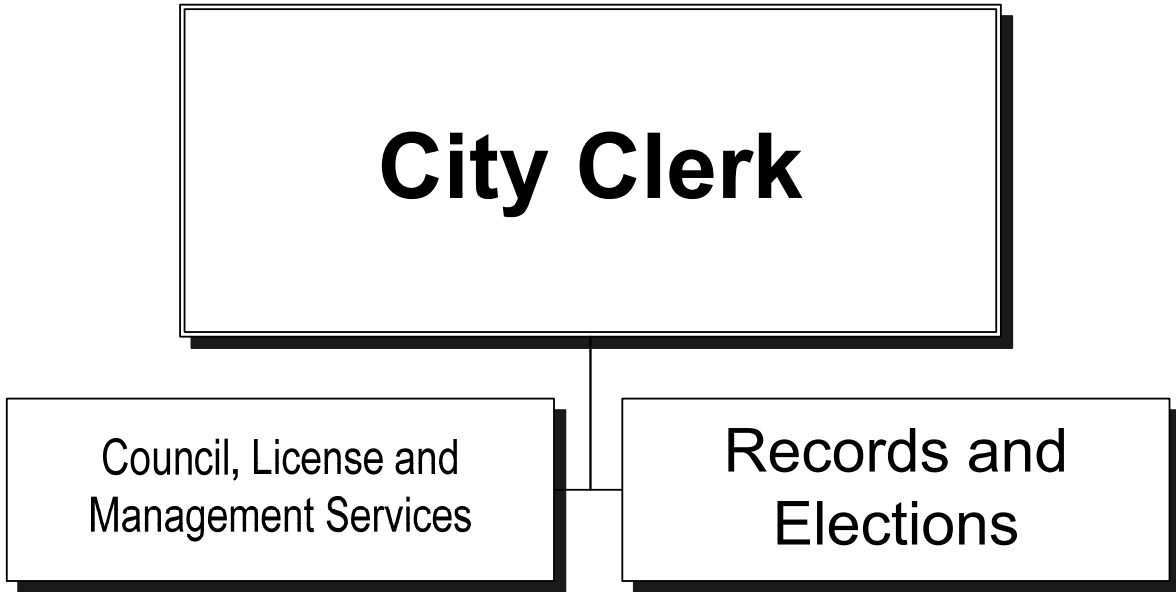 City Clerk
Council, License and
Management Services
Records and
Elections